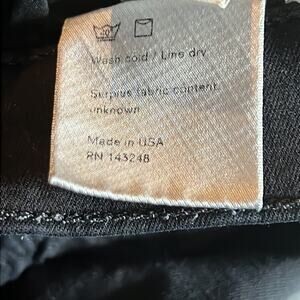 Wash cold / Line dry
Surplus fabric content
unknown
Made in USA
RN 143248